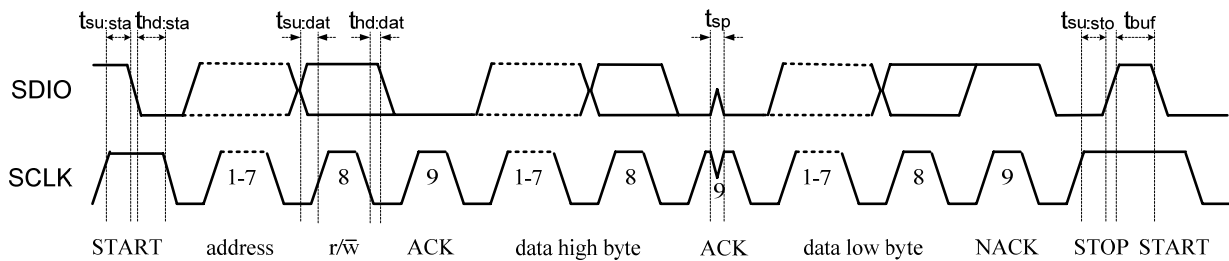 tsu:sta thd:sta tsu:dat thd:dat tsp tsu:sto tbuf
SDIO
SCLK 1-7 8 9 1-7 8 9 1-7 8 9
START address r/w̅ ACK data high byte ACK data low byte NACK STOP START